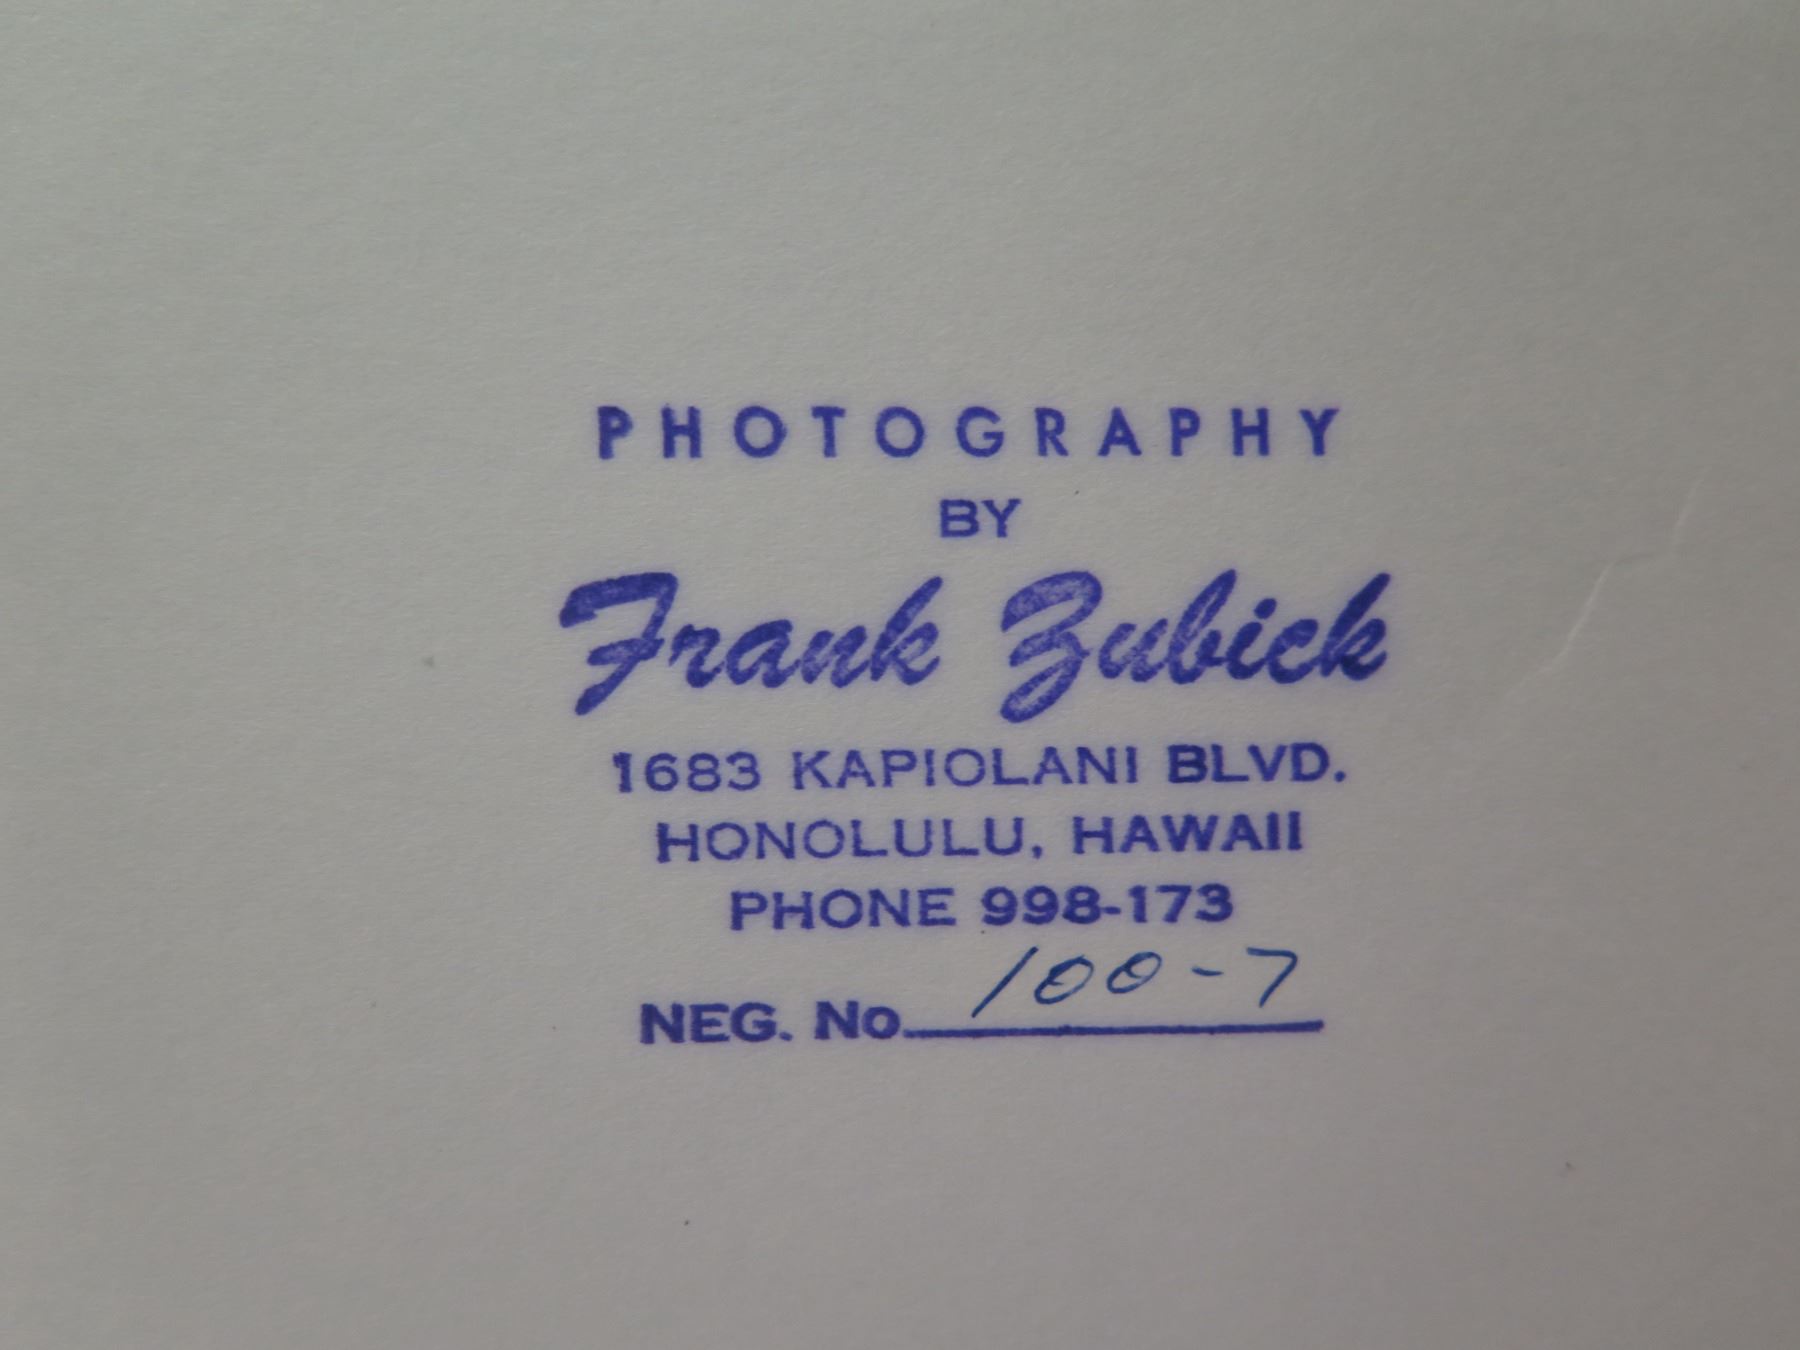 PHOTOGRAPHY
BY
Frank Zubick
1683 KAPIOLANI BLVD.
HONOLULU, HAWAII
PHONE 998-173
NEG. No. 100-7